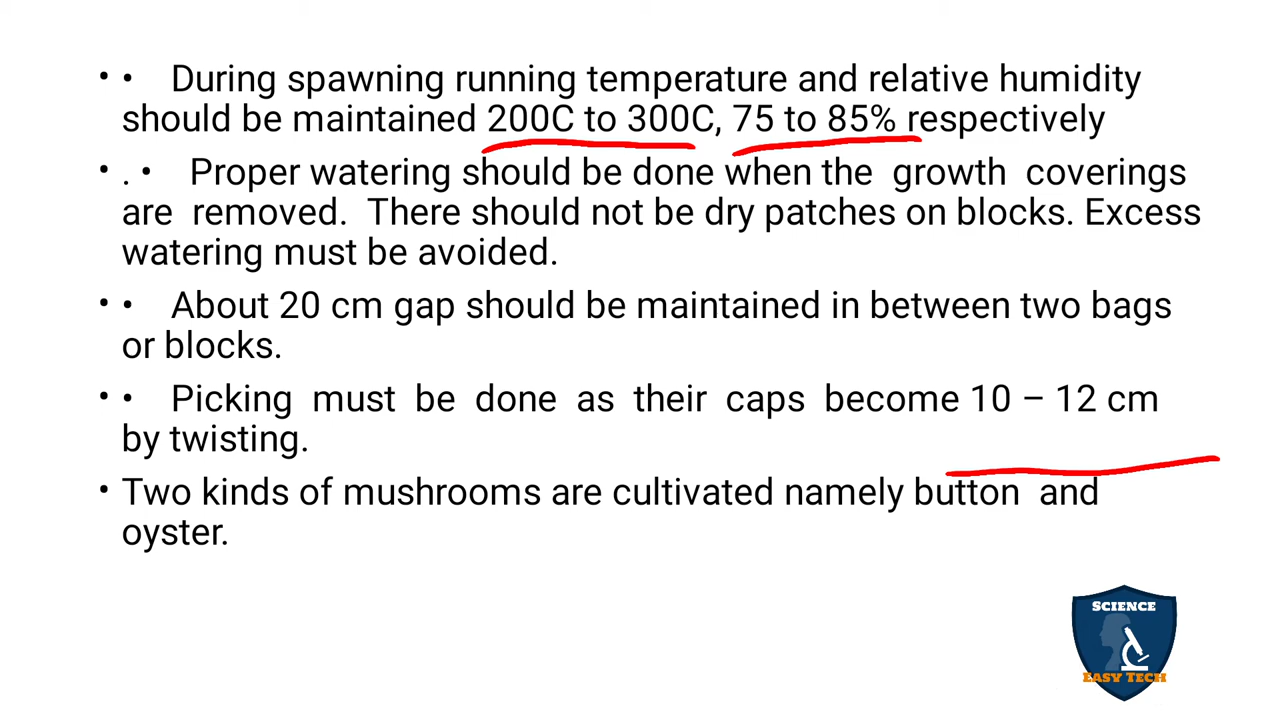 • • During spawning running temperature and relative humidity
should be maintained 200C to 300C, 75 to 85% respectively
• . • Proper watering should be done when the growth coverings
are removed. There should not be dry patches on blocks. Excess
watering must be avoided.
• • About 20 cm gap should be maintained in between two bags
or blocks.
• • Picking must be done as their caps become 10 – 12 cm
by twisting.
• Two kinds of mushrooms are cultivated namely button and
oyster.
SCIENCE
EASY TECH